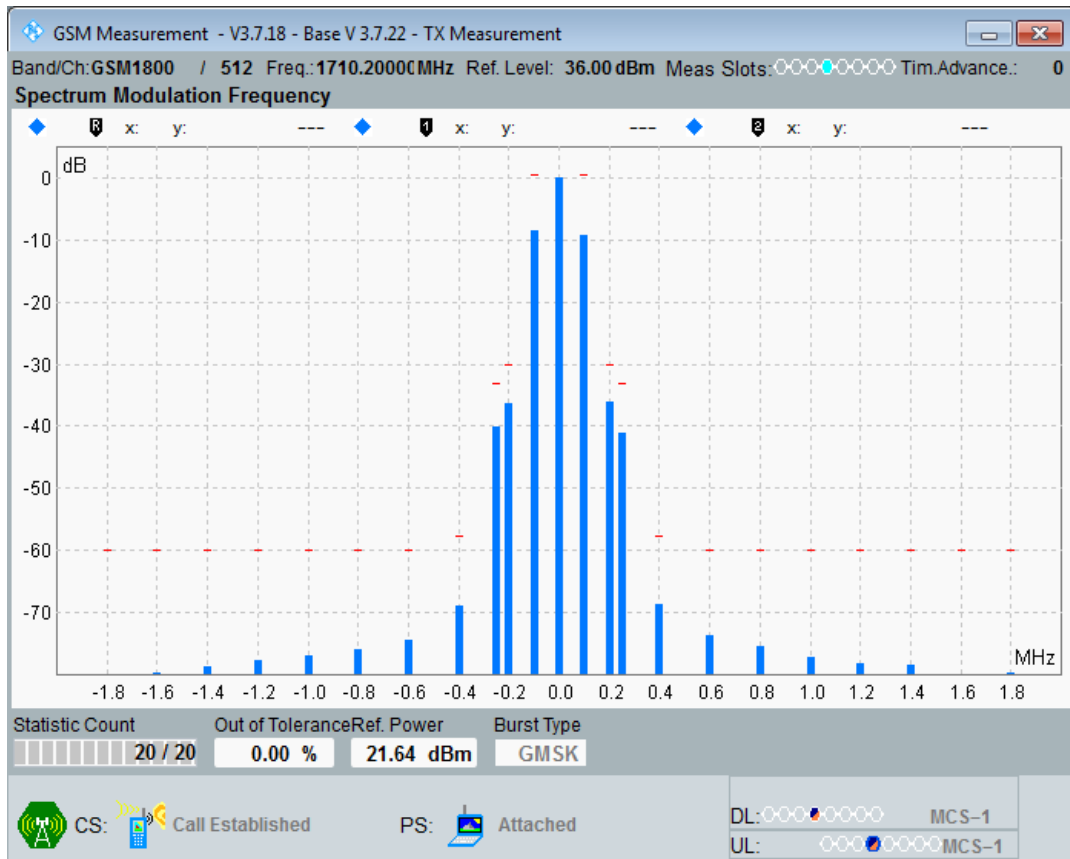 GSM Measurement - V3.7.18 - Base V 3.7.22 - TX Measurement
Band/Ch:GSM1800 / 512 Freq.:1710.20000MHz Ref. Level: 36.00 dBm Meas Slots: Tim.Advance.: 0
Spectrum Modulation Frequency
R x: y: --- 1 x: y: --- 2 x: y: ---
dB
0
-10
-20
-30
-40
-50
-60
-70
MHz
-1.8 -1.6 -1.4 -1.2 -1.0 -0.8 -0.6 -0.4 -0.2 0.0 0.2 0.4 0.6 0.8 1.0 1.2 1.4 1.6 1.8
Statistic Count Out of Tolerance Ref. Power Burst Type
20 / 20 0.00 % 21.64 dBm GMSK
CS: Call Established PS: Attached
DL: MCS-1
UL: MCS-1